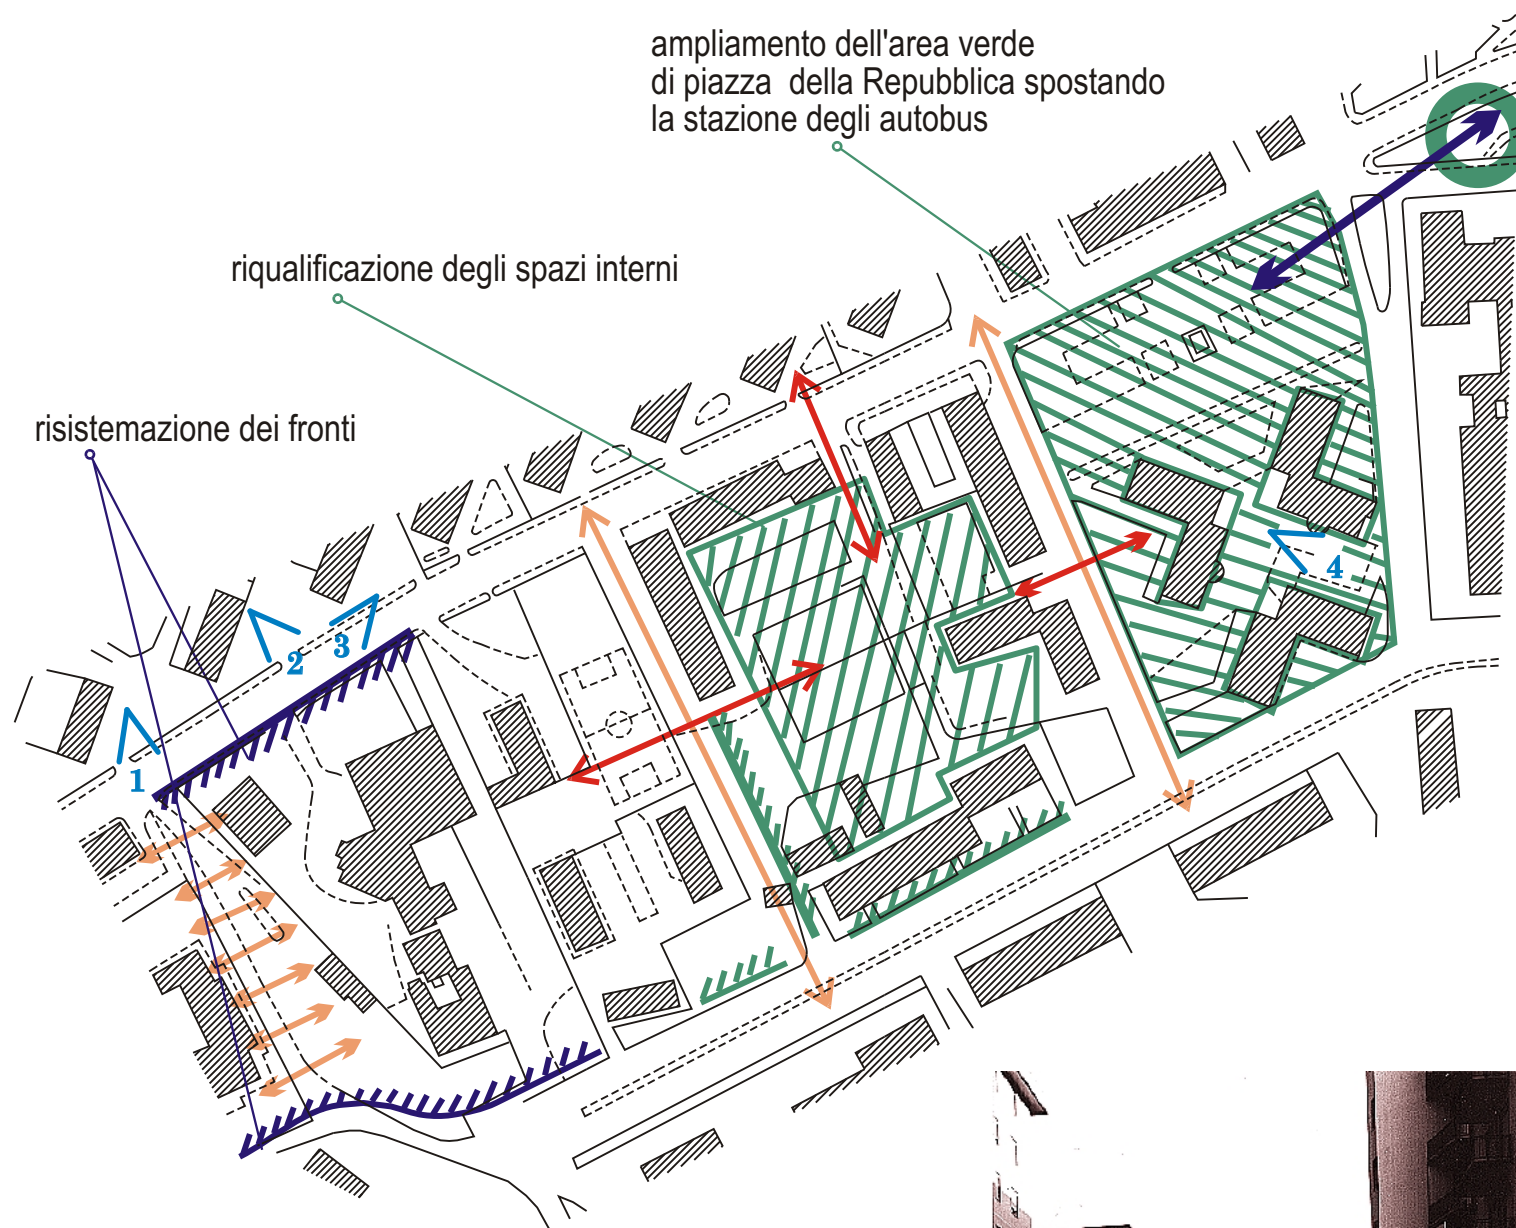 ampliamento dell'area verde
di piazza della Repubblica spostando
la stazione degli autobus
riqualificazione degli spazi interni
risistemazione dei fronti
1
2
3
4